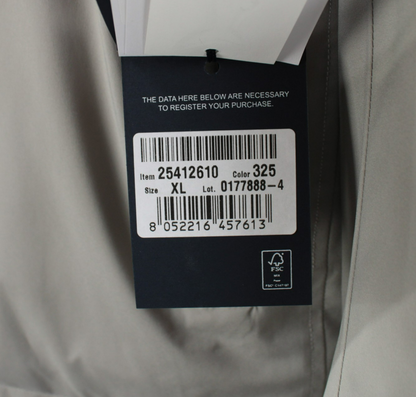 THE DATA HERE BELOW ARE NECESSARY
TO REGISTER YOUR PURCHASE.
Item 25412610 Color 325
Size XL Lot. 0177888-4
8 052216 457613
FSC